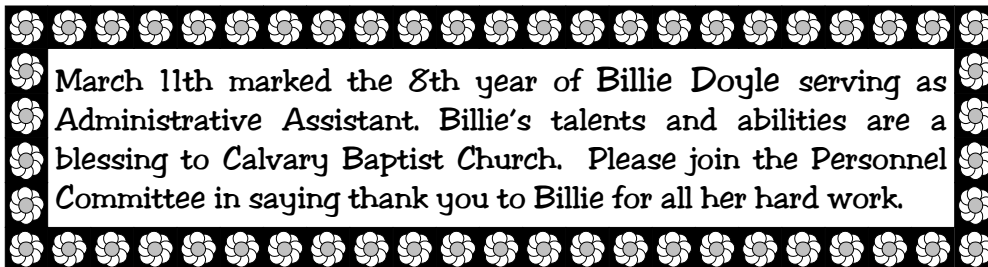 March 11th marked the 8th year of Billie Doyle serving as
Administrative Assistant. Billie's talents and abilities are a
blessing to Calvary Baptist Church.  Please join the Personnel
Committee in saying thank you to Billie for all her hard work.